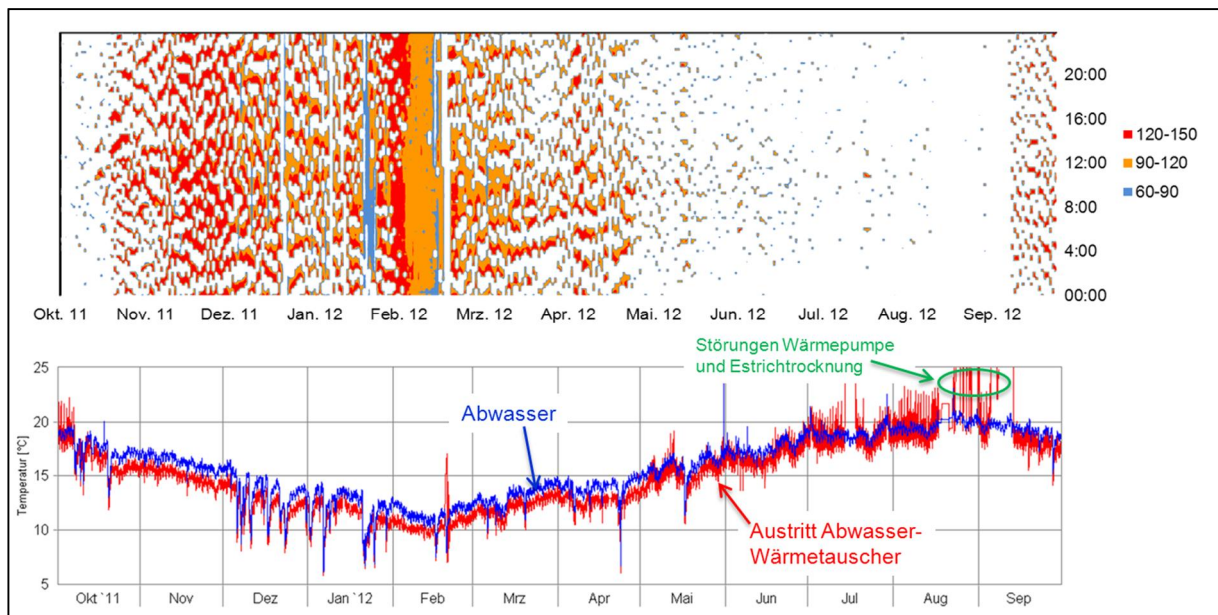 20:00
16:00
12:00
8:00
4:00
00:00
120-150
90-120
60-90
Okt. 11 Nov. 11 Dez. 11 Jan. 12 Feb. 12 Mrz. 12 Apr. 12 Mai. 12 Jun. 12 Jul. 12 Aug. 12 Sep. 12
Störungen Wärmepumpe
und Estrichtrocknung
25
20
15
10
5
Temperatur [°C]
Abwasser
Austritt Abwasser-
Wärmetauscher
Okt `11 Nov Dez Jan `12 Feb Mrz Apr Mai Jun Jul Aug Sep